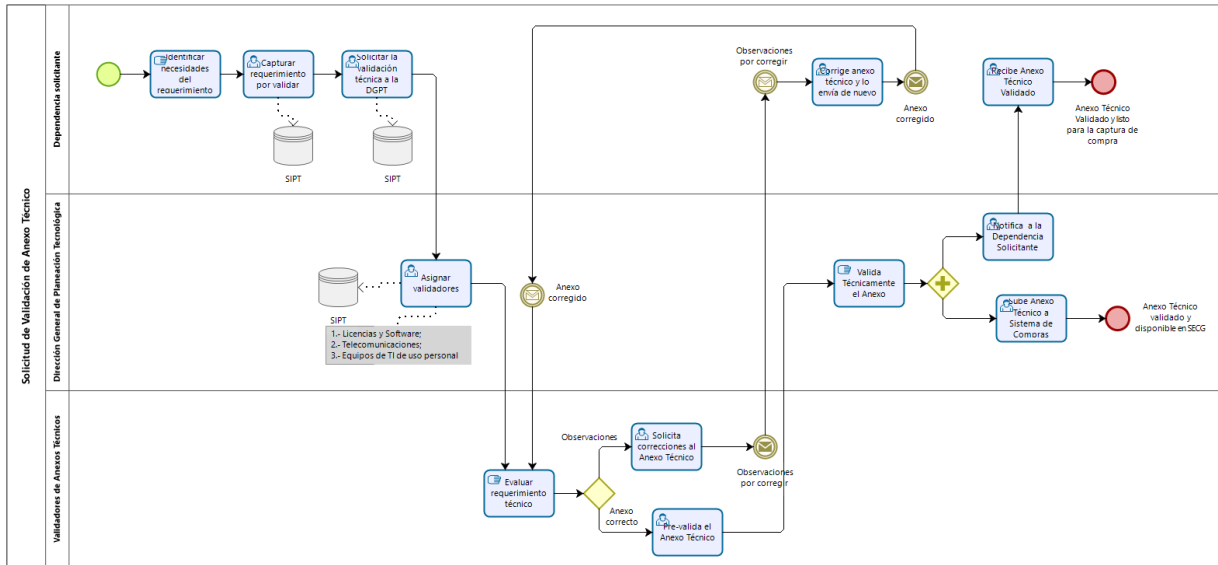 Solicitud de Validación de Anexo Técnico
Dependencia solicitante
Identificar
necesidades
del
requerimiento
Capturar
requerimiento
por validar
Solicitar la
validación
técnica a la
DGPT
SIPT
SIPT
Observaciones
por corregir
Corrige anexo
técnico y lo
envía de nuevo
Anexo
corregido
Recibe Anexo
Técnico
Validado
Anexo Técnico
Validado y listo
para la captura de
compra
Dirección General de Planeación Tecnológica
SIPT
Asignar
validadores
1.- Licencias y Software;
2.- Telecomunicaciones;
3.- Equipos de TI de uso personal
Anexo
corregido
Valida
Técnicamente
el Anexo
Notifica a la
Dependencia
Solicitante
Sube Anexo
Técnico a
Sistema de
Compras
Anexo Técnico
validado y
disponible en SECG
Validadores de Anexos Técnicos
Evaluar
requerimiento
técnico
Observaciones
Solicita
correcciones al
Anexo Técnico
Observaciones
por corregir
Anexo
correcto
Pre-valida el
Anexo Técnico